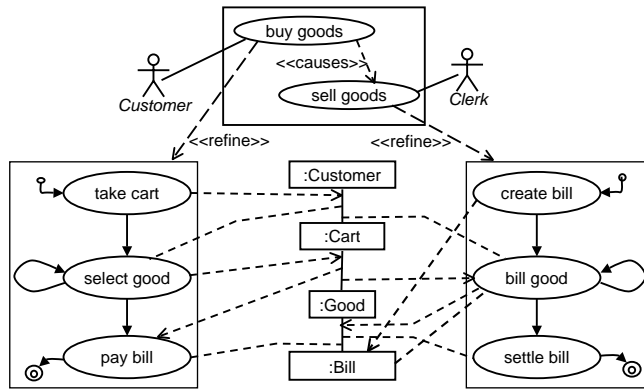 buy goods
<<causes>>
Customer
sell goods
Clerk
<<refine>>
<<refine>>
take cart
:Customer
create bill
:Cart
select good
bill good
:Good
pay bill
:Bill
settle bill